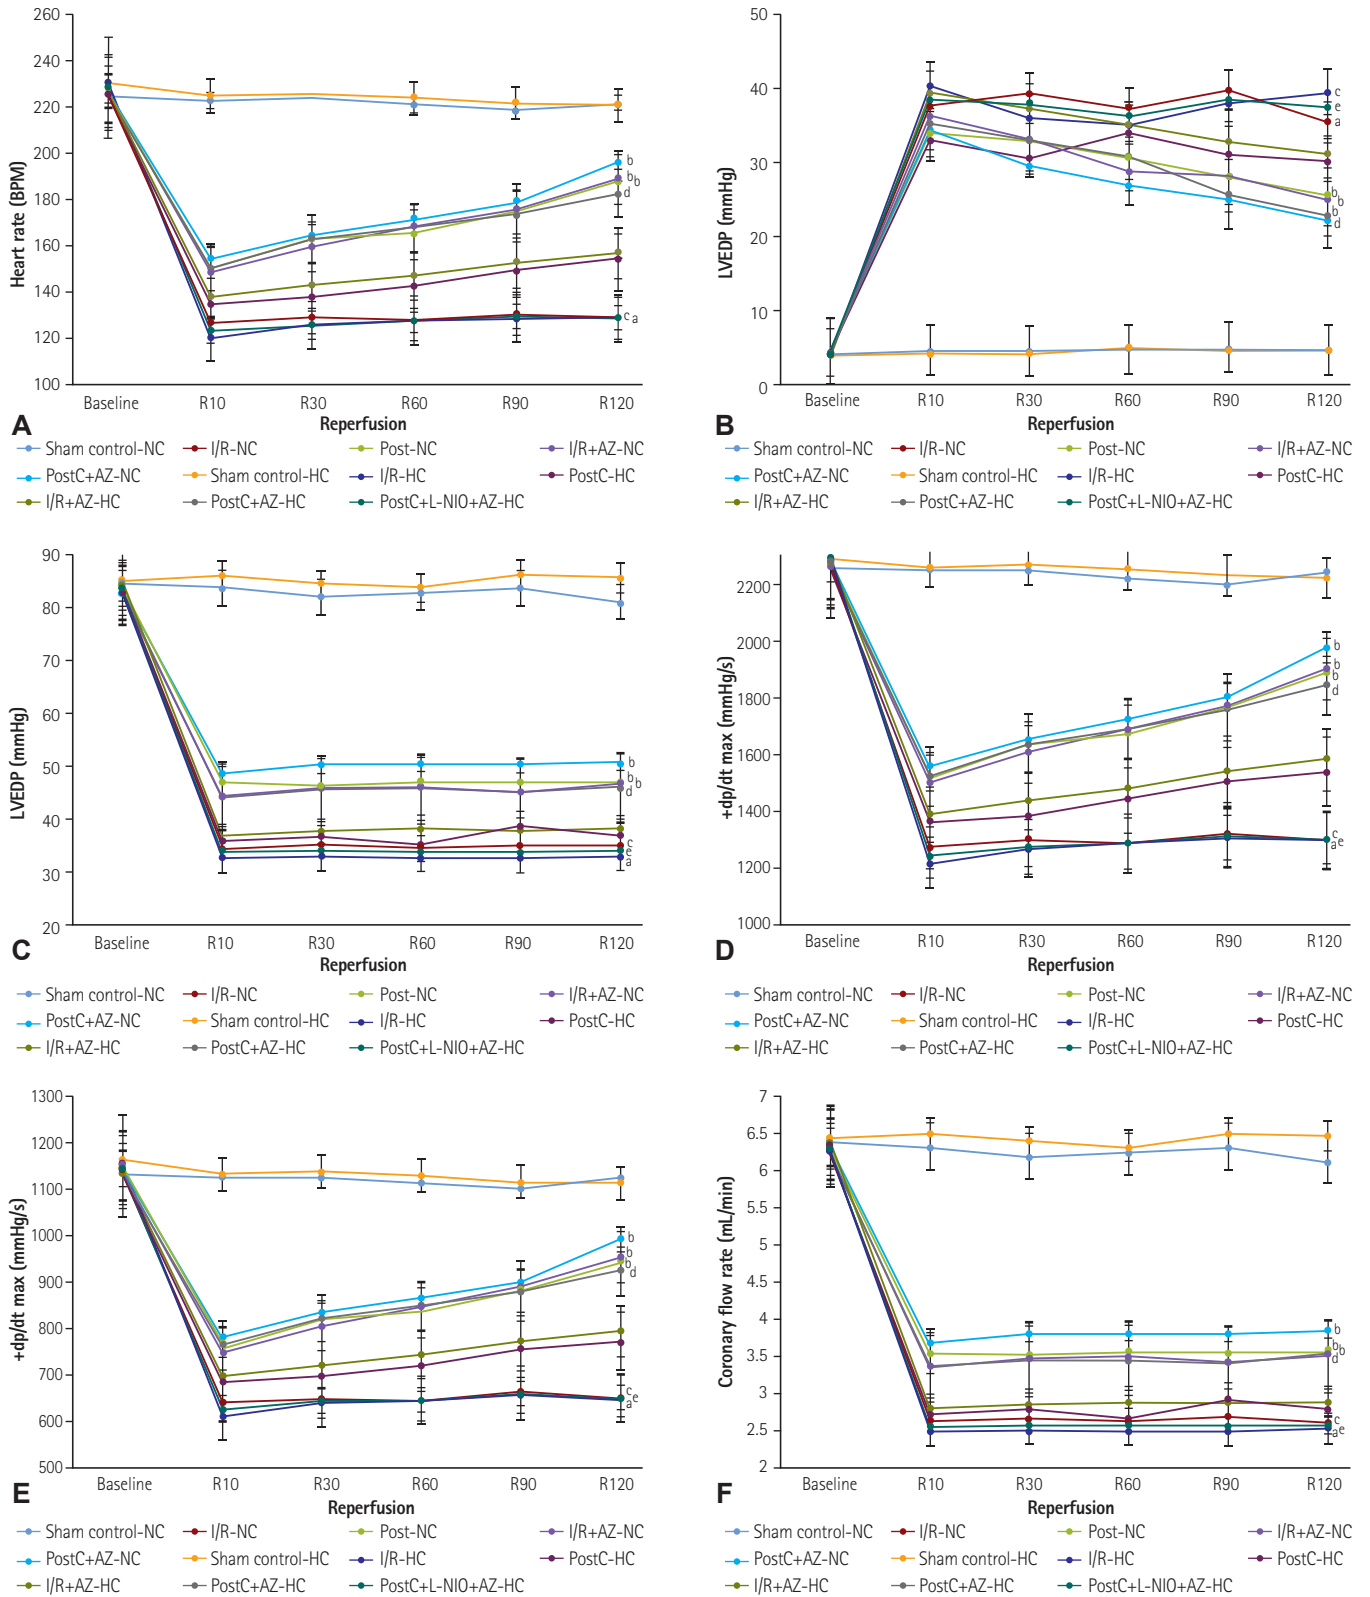 Heart rate (BPM)
260
240
220
200
180
160
140
120
100
b
b b
d
c a
Baseline R10 R30 R60 R90 R120
Reperfusion
A
Sham control-NC I/R-NC Post-NC I/R+AZ-NC
PostC+AZ-NC Sham control-HC I/R-HC PostC-HC
I/R+AZ-HC PostC+AZ-HC PostC+L-NIO+AZ-HC
LVEDP (mmHg)
50
40
30
20
10
0
c
e
a
b
b
b
d
Baseline R10 R30 R60 R90 R120
Reperfusion
B
Sham control-NC I/R-NC Post-NC I/R+AZ-NC
PostC+AZ-NC Sham control-HC I/R-HC PostC-HC
I/R+AZ-HC PostC+AZ-HC PostC+L-NIO+AZ-HC
LVEDP (mmHg)
90
80
70
60
50
40
30
20
b
b b
d
c
e
a
Baseline R10 R30 R60 R90 R120
Reperfusion
C
Sham control-NC I/R-NC Post-NC I/R+AZ-NC
PostC+AZ-NC Sham control-HC I/R-HC PostC-HC
I/R+AZ-HC PostC+AZ-HC PostC+L-NIO+AZ-HC
+dp/dt max (mmHg/s)
2200
2000
1800
1600
1400
1200
1000
b
b
b
d
c
a e
Baseline R10 R30 R60 R90 R120
Reperfusion
D
Sham control-NC I/R-NC Post-NC I/R+AZ-NC
PostC+AZ-NC Sham control-HC I/R-HC PostC-HC
I/R+AZ-HC PostC+AZ-HC PostC+L-NIO+AZ-HC
+dp/dt max (mmHg/s)
1300
1200
1100
1000
900
800
700
600
500
b
b
b
d
c e
a
Baseline R10 R30 R60 R90 R120
Reperfusion
E
Sham control-NC I/R-NC Post-NC I/R+AZ-NC
PostC+AZ-NC Sham control-HC I/R-HC PostC-HC
I/R+AZ-HC PostC+AZ-HC PostC+L-NIO+AZ-HC
Coronary flow rate (mL/min)
7
6.5
6
5.5
5
4.5
4
3.5
3
2.5
2
b
b b
d
c
a e
Baseline R10 R30 R60 R90 R120
Reperfusion
F
Sham control-NC I/R-NC Post-NC I/R+AZ-NC
PostC+AZ-NC Sham control-HC I/R-HC PostC-HC
I/R+AZ-HC PostC+AZ-HC PostC+L-NIO+AZ-HC